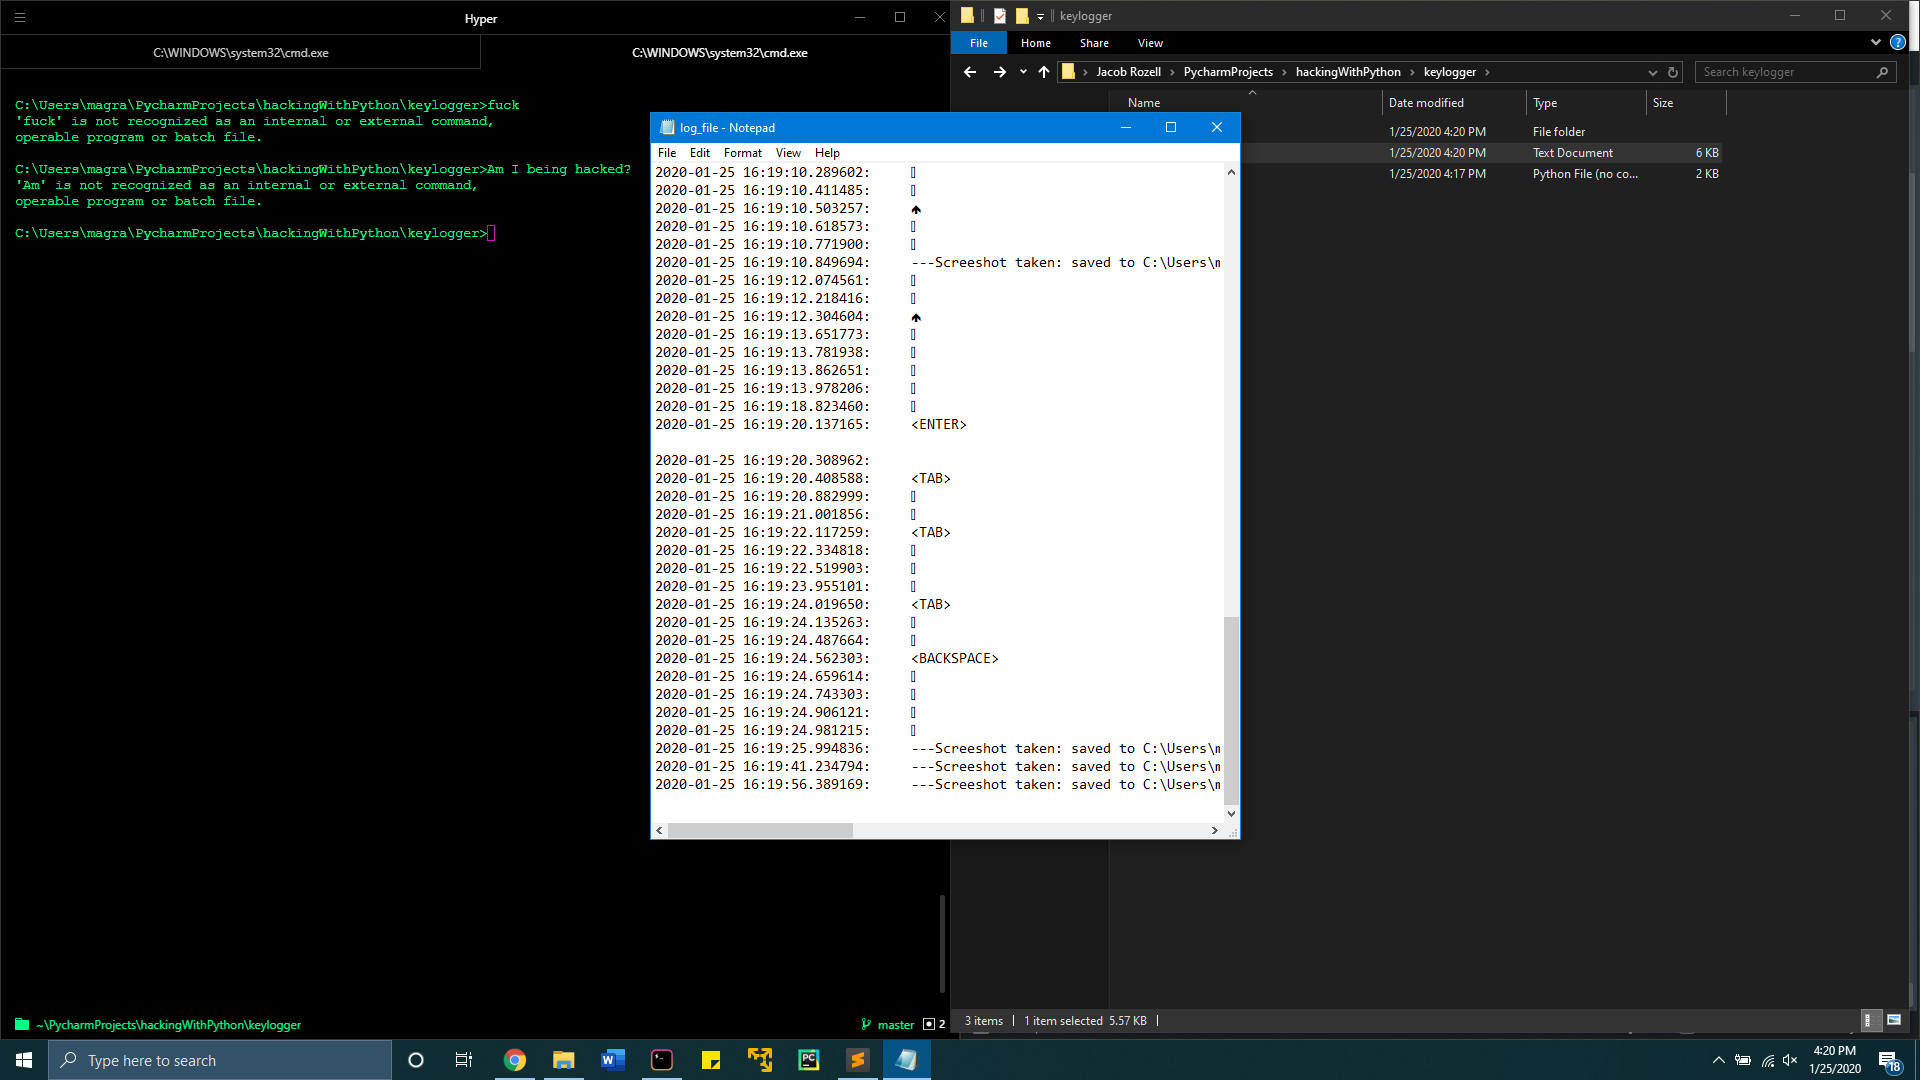 Hyper
C:\WINDOWS\system32\cmd.exe
C:\WINDOWS\system32\cmd.exe
C:\Users\magra\PycharmProjects\hackingWithPython\keylogger>fuck
'fuck' is not recognized as an internal or external command,
operable program or batch file.
C:\Users\magra\PycharmProjects\hackingWithPython\keylogger>Am I being hacked?
'Am' is not recognized as an internal or external command,
operable program or batch file.
C:\Users\magra\PycharmProjects\hackingWithPython\keylogger>
~\PycharmProjects\hackingWithPython\keylogger
master 2
keylogger
File Home Share View
Jacob Rozell > PycharmProjects > hackingWithPython > keylogger >
Search keylogger
Name Date modified Type Size
1/25/2020 4:20 PM File folder
1/25/2020 4:20 PM Text Document 6 KB
1/25/2020 4:17 PM Python File (no co... 2 KB
3 items 1 item selected 5.57 KB
log_file - Notepad
File Edit Format View Help
2020-01-25 16:19:10.289602:
2020-01-25 16:19:10.411485:
2020-01-25 16:19:10.503257:
2020-01-25 16:19:10.618573:
2020-01-25 16:19:10.771900:
2020-01-25 16:19:10.849694: ---Screeshot taken: saved to C:\Users\m
2020-01-25 16:19:12.074561:
2020-01-25 16:19:12.218416:
2020-01-25 16:19:12.304604:
2020-01-25 16:19:13.651773:
2020-01-25 16:19:13.781938:
2020-01-25 16:19:13.862651:
2020-01-25 16:19:13.978206:
2020-01-25 16:19:18.823460:
2020-01-25 16:19:20.137165: <ENTER>
2020-01-25 16:19:20.308962:
2020-01-25 16:19:20.408588: <TAB>
2020-01-25 16:19:20.882999:
2020-01-25 16:19:21.001856:
2020-01-25 16:19:22.117259: <TAB>
2020-01-25 16:19:22.334818:
2020-01-25 16:19:22.519903:
2020-01-25 16:19:23.955101:
2020-01-25 16:19:24.019650: <TAB>
2020-01-25 16:19:24.135263:
2020-01-25 16:19:24.487664:
2020-01-25 16:19:24.562303: <BACKSPACE>
2020-01-25 16:19:24.659614:
2020-01-25 16:19:24.743303:
2020-01-25 16:19:24.906121:
2020-01-25 16:19:24.981215:
2020-01-25 16:19:25.994836: ---Screeshot taken: saved to C:\Users\m
2020-01-25 16:19:41.234794: ---Screeshot taken: saved to C:\Users\m
2020-01-25 16:19:56.389169: ---Screeshot taken: saved to C:\Users\m
Type here to search
4:20 PM
1/25/2020
18